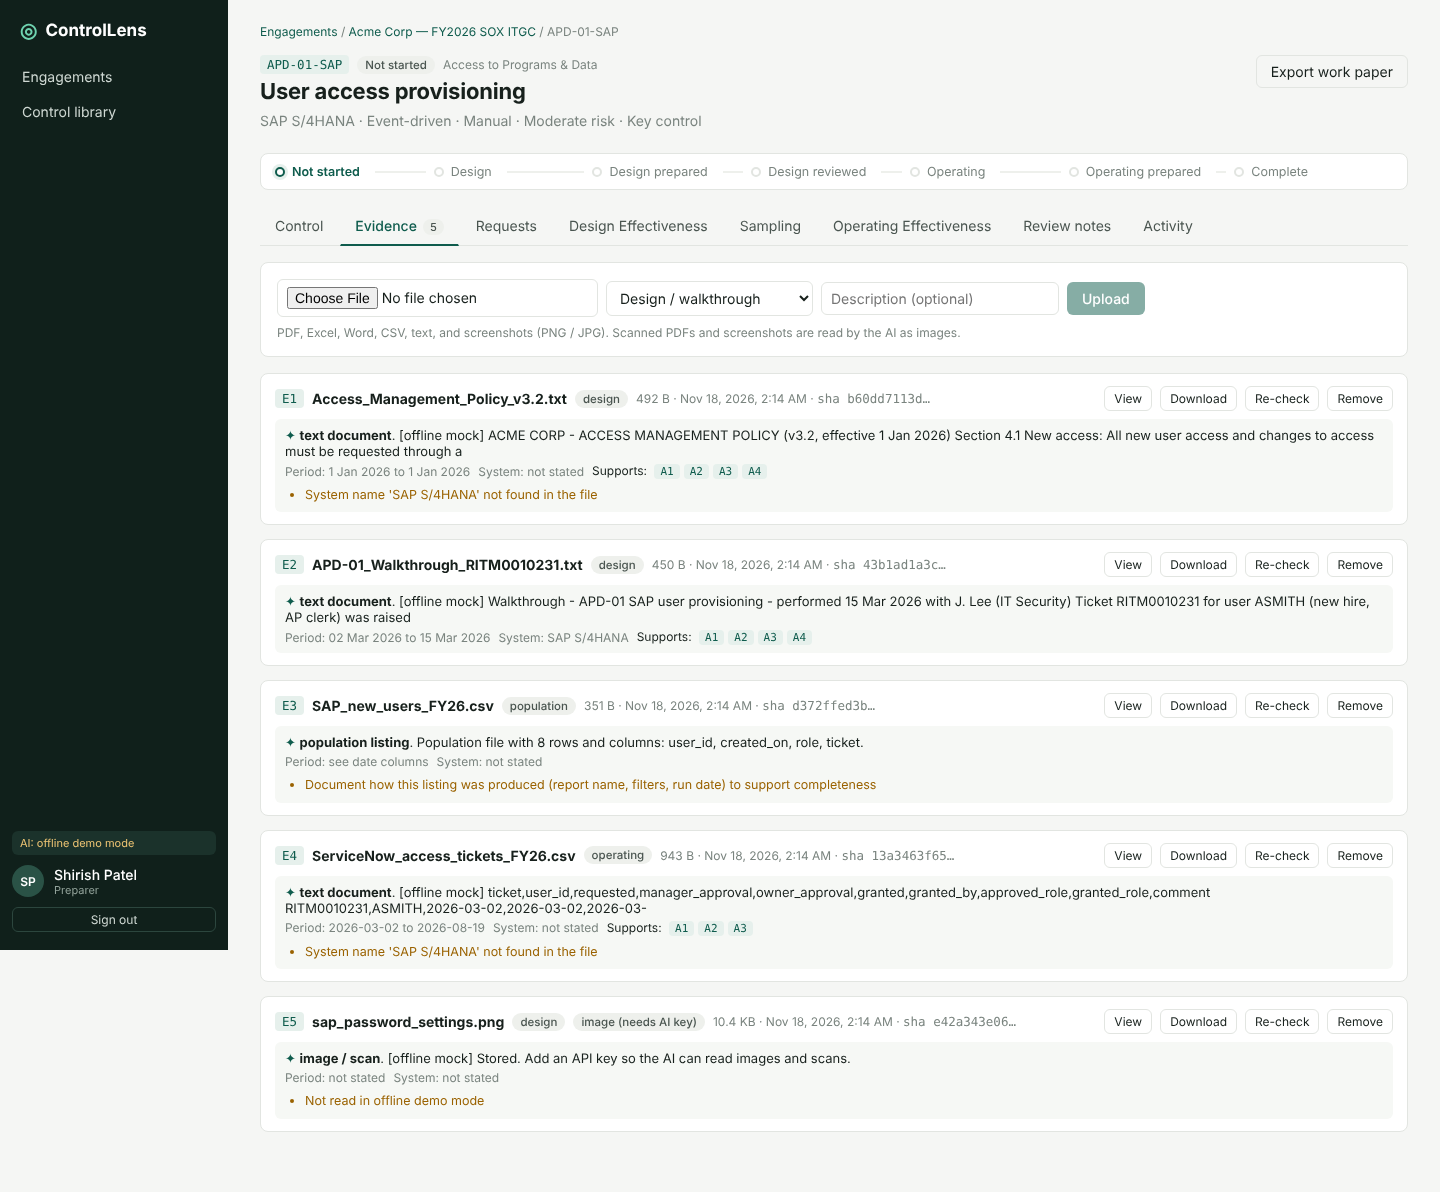 ControlLens
Engagements
Control library
AI: offline demo mode
SP
Shirish Patel
Preparer
Sign out
Engagements / Acme Corp — FY2026 SOX ITGC / APD-01-SAP
APD-01-SAP Not started Access to Programs & Data
User access provisioning
SAP S/4HANA · Event-driven · Manual · Moderate risk · Key control
Export work paper
Not started Design Design prepared Design reviewed Operating Operating prepared Complete
Control Evidence 5 Requests Design Effectiveness Sampling Operating Effectiveness Review notes Activity
Choose File No file chosen Design / walkthrough Description (optional) Upload
PDF, Excel, Word, CSV, text, and screenshots (PNG / JPG). Scanned PDFs and screenshots are read by the AI as images.
E1 Access_Management_Policy_v3.2.txt design 492 B · Nov 18, 2026, 2:14 AM · sha b60dd7113d… View Download Re-check Remove
✦ text document. [offline mock] ACME CORP - ACCESS MANAGEMENT POLICY (v3.2, effective 1 Jan 2026) Section 4.1 New access: All new user access and changes to access
must be requested through a
Period: 1 Jan 2026 to 1 Jan 2026 System: not stated Supports: A1 A2 A3 A4
• System name 'SAP S/4HANA' not found in the file
E2 APD-01_Walkthrough_RITM0010231.txt design 450 B · Nov 18, 2026, 2:14 AM · sha 43b1ad1a3c… View Download Re-check Remove
✦ text document. [offline mock] Walkthrough - APD-01 SAP user provisioning - performed 15 Mar 2026 with J. Lee (IT Security) Ticket RITM0010231 for user ASMITH (new hire,
AP clerk) was raised
Period: 02 Mar 2026 to 15 Mar 2026 System: SAP S/4HANA Supports: A1 A2 A3 A4
E3 SAP_new_users_FY26.csv population 351 B · Nov 18, 2026, 2:14 AM · sha d372ffed3b… View Download Re-check Remove
✦ population listing. Population file with 8 rows and columns: user_id, created_on, role, ticket.
Period: see date columns System: not stated
• Document how this listing was produced (report name, filters, run date) to support completeness
E4 ServiceNow_access_tickets_FY26.csv operating 943 B · Nov 18, 2026, 2:14 AM · sha 13a3463f65… View Download Re-check Remove
✦ text document. [offline mock] ticket,user_id,requested,manager_approval,owner_approval,granted,granted_by,approved_role,granted_role,comment
RITM0010231,ASMITH,2026-03-02,2026-03-02,2026-03-
Period: 2026-03-02 to 2026-08-19 System: not stated Supports: A1 A2 A3
• System name 'SAP S/4HANA' not found in the file
E5 sap_password_settings.png design image (needs AI key) 10.4 KB · Nov 18, 2026, 2:14 AM · sha e42a343e06… View Download Re-check Remove
✦ image / scan. [offline mock] Stored. Add an API key so the AI can read images and scans.
Period: not stated System: not stated
• Not read in offline demo mode